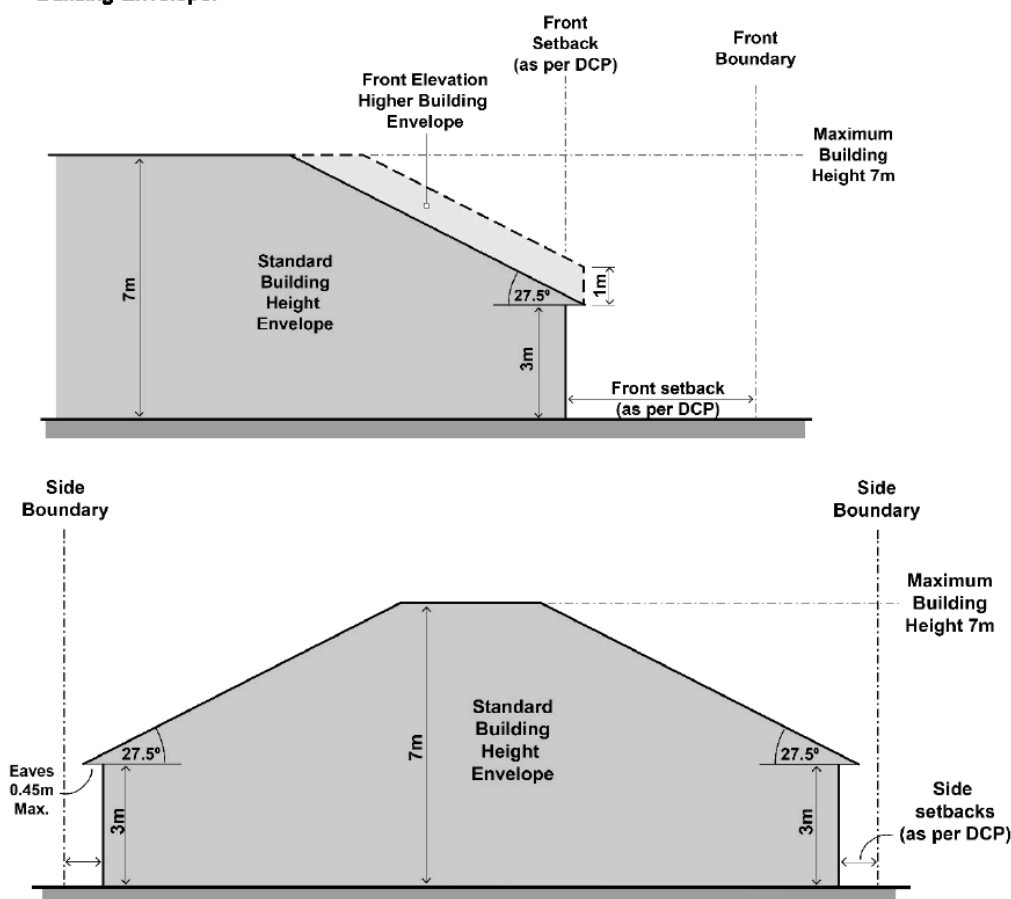 Front
Setback
(as per DCP)
Front
Boundary
Front Elevation
Higher Building
Envelope
Maximum
Building
Height 7m
7m
Standard
Building
Height
Envelope
27.5º
1m
3m
Front setback
(as per DCP)
Side
Boundary
Side
Boundary
Maximum
Building
Height 7m
Standard
Building
Height
Envelope
7m
27.5º
27.5º
Eaves
0.45m
Max.
3m
3m
Side
setbacks
(as per DCP)